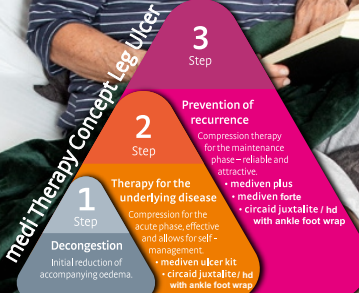 medi Therapy Concept Leg Ulcer
1
Step
Decongestion
Initial reduction of
accompanying oedema.
2
Step
Therapy for the
underlying disease
Compression for the
acute phase, effective
and allows for self-
management.
• mediven ulcer kit
• circaid juxtalite/ hd
with ankle foot wrap
3
Step
Prevention of
recurrence
Compression therapy
for the maintenance
phase – reliable and
attractive.
• mediven plus
• mediven forte
• circaid juxtalite/ hd
with ankle foot wrap